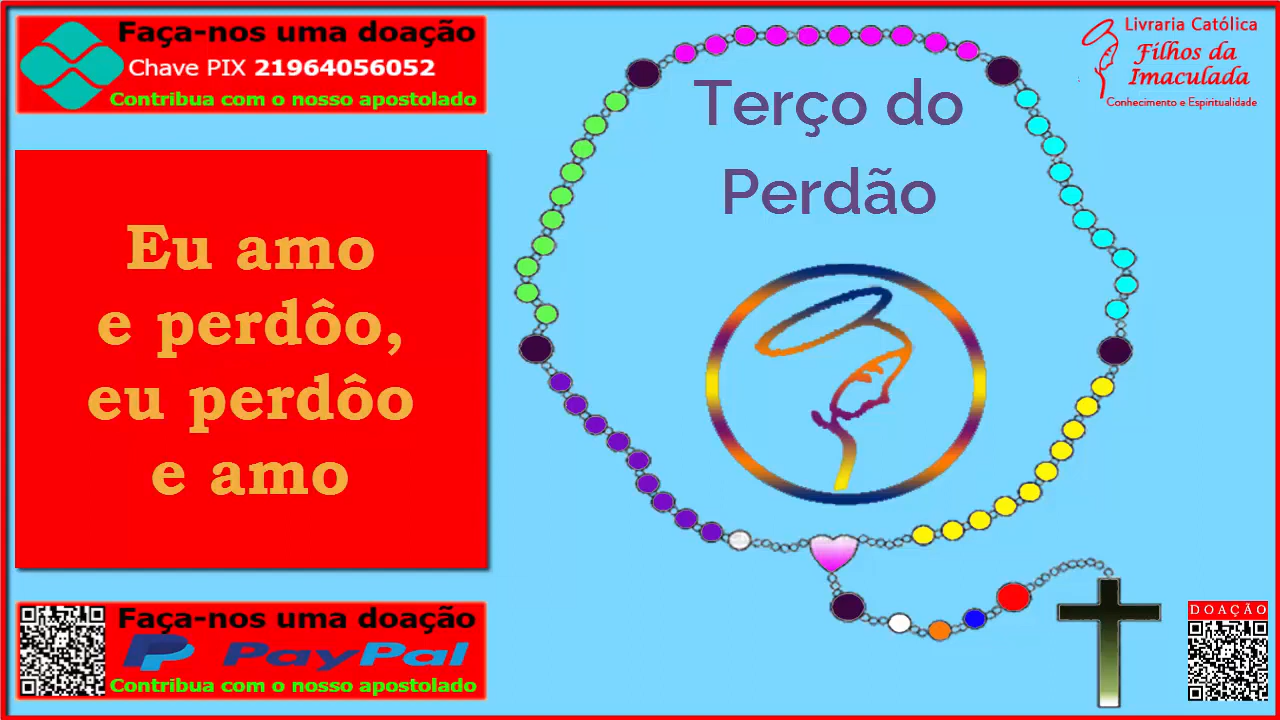 Faça-nos uma doação
Chave PIX 21964056052
Contribua com o nosso apostolado
Eu amo
e perdôo,
eu perdôo
e amo
Faça-nos uma doação
PayPal
Contribua com o nosso apostolado
Terço do
Perdão
Livraria Católica
Filhos da
Imaculada
Conhecimento e Espiritualidade
DOAÇÃO